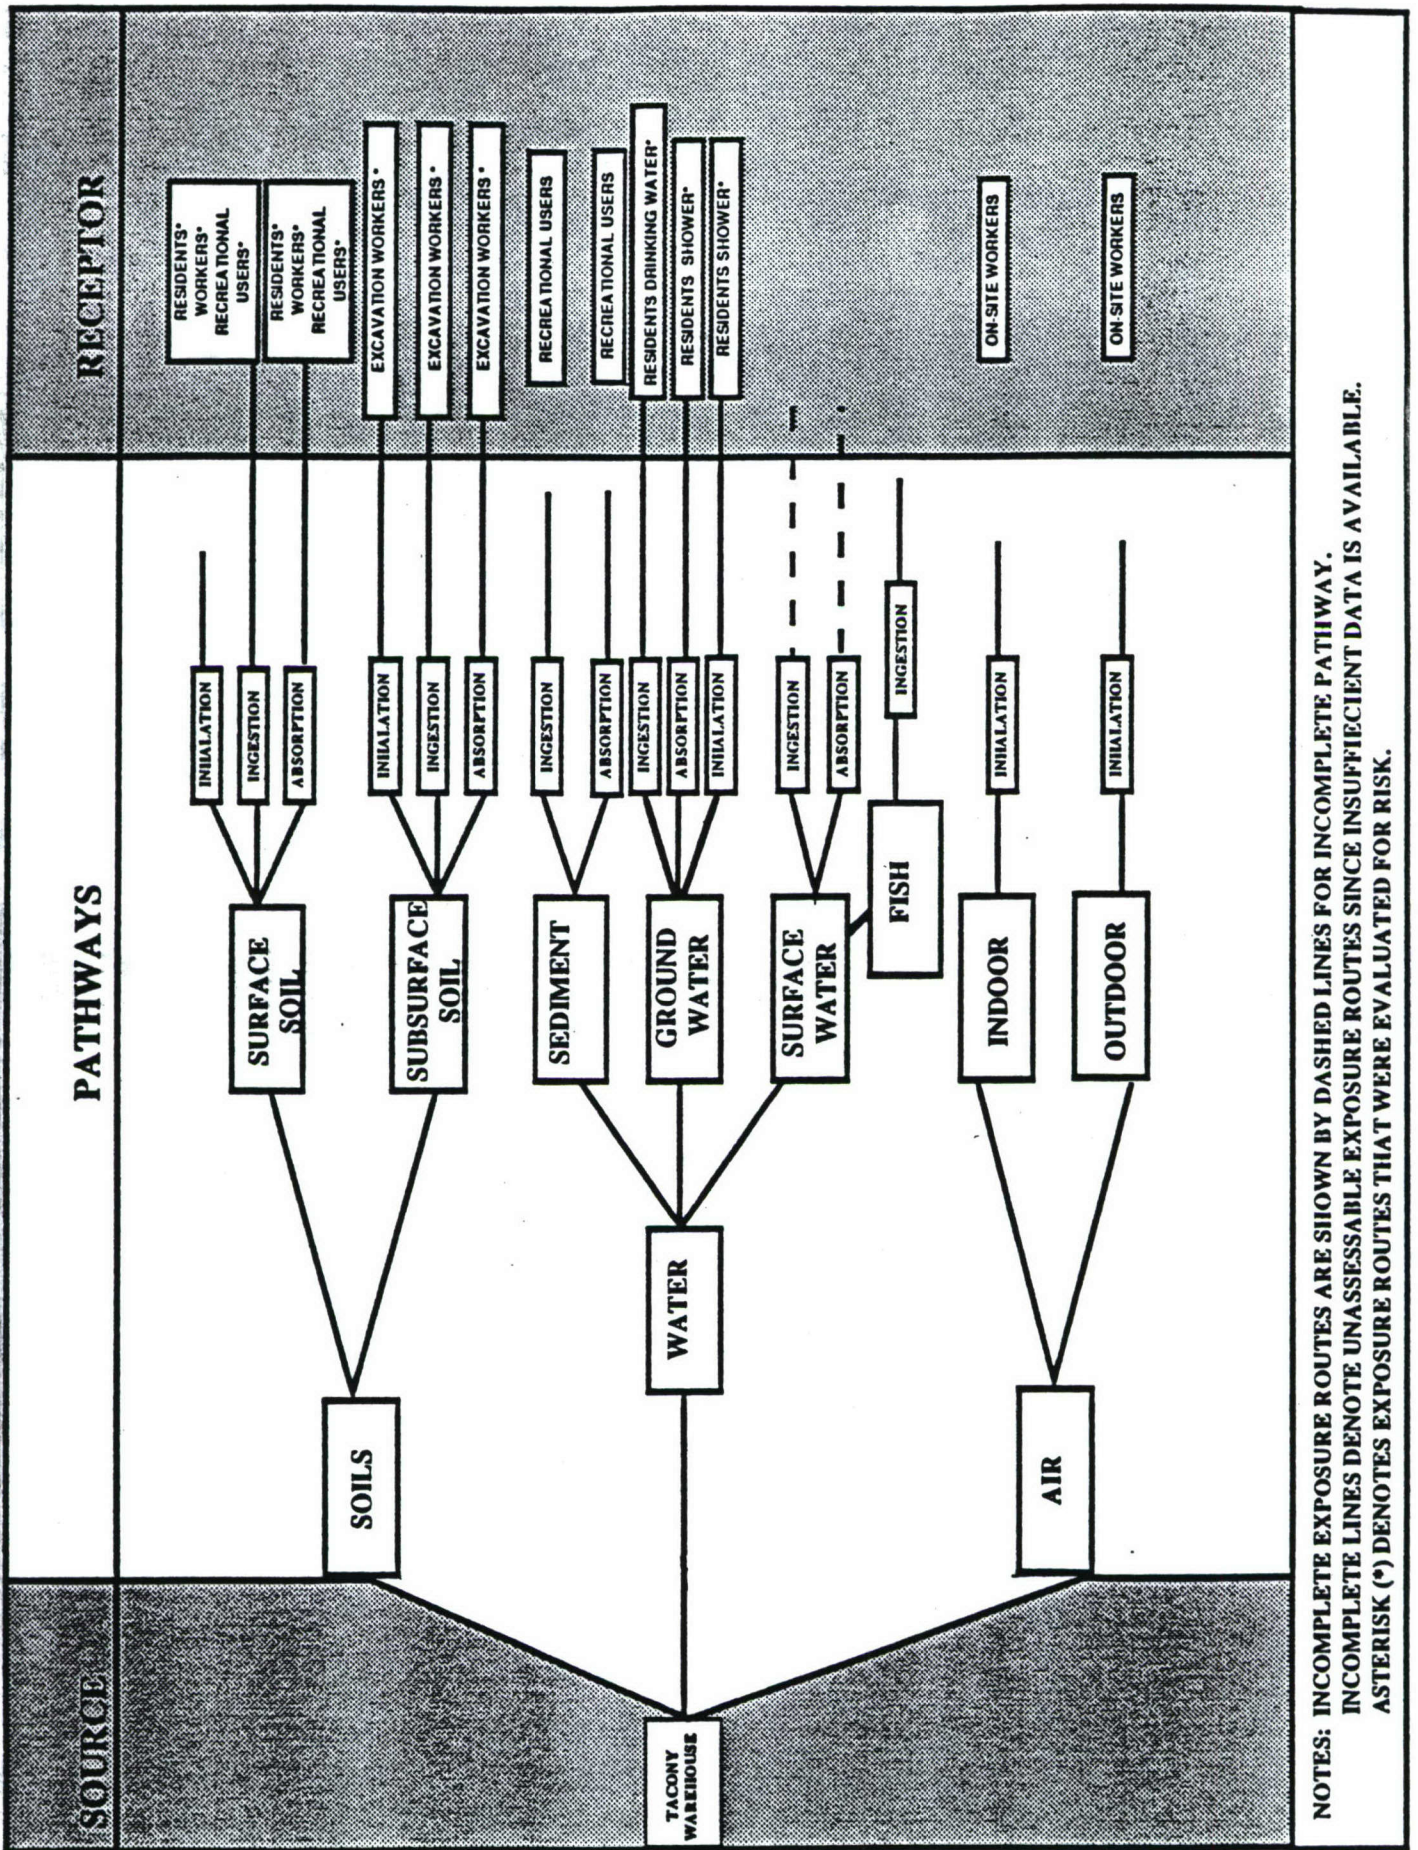 SOURCE
PATHWAYS
RECEPTOR
TACONY
WAREHOUSE
SOILS
WATER
AIR
SURFACE
SOIL
SUBSURFACE
SOIL
SEDIMENT
GROUND
WATER
SURFACE
WATER
FISH
INDOOR
OUTDOOR
INHALATION
INGESTION
ABSORPTION
INHALATION
INGESTION
ABSORPTION
INGESTION
ABSORPTION
INGESTION
ABSORPTION
INHALATION
INGESTION
ABSORPTION
INGESTION
INHALATION
INHALATION
RESIDENTS*
WORKERS*
RECREATIONAL
USERS*
RESIDENTS*
WORKERS*
RECREATIONAL
USERS*
EXCAVATION WORKERS *
EXCAVATION WORKERS *
EXCAVATION WORKERS *
RECREATIONAL USERS
RECREATIONAL USERS
RESIDENTS DRINKING WATER*
RESIDENTS SHOWER*
RESIDENTS SHOWER*
ON-SITE WORKERS
ON-SITE WORKERS
NOTES: INCOMPLETE EXPOSURE ROUTES ARE SHOWN BY DASHED LINES FOR INCOMPLETE PATHWAY.
INCOMPLETE LINES DENOTE UNASSESSABLE EXPOSURE ROUTES SINCE INSUFFIECIENT DATA IS AVAILABLE.
ASTERISK (*) DENOTES EXPOSURE ROUTES THAT WERE EVALUATED FOR RISK.